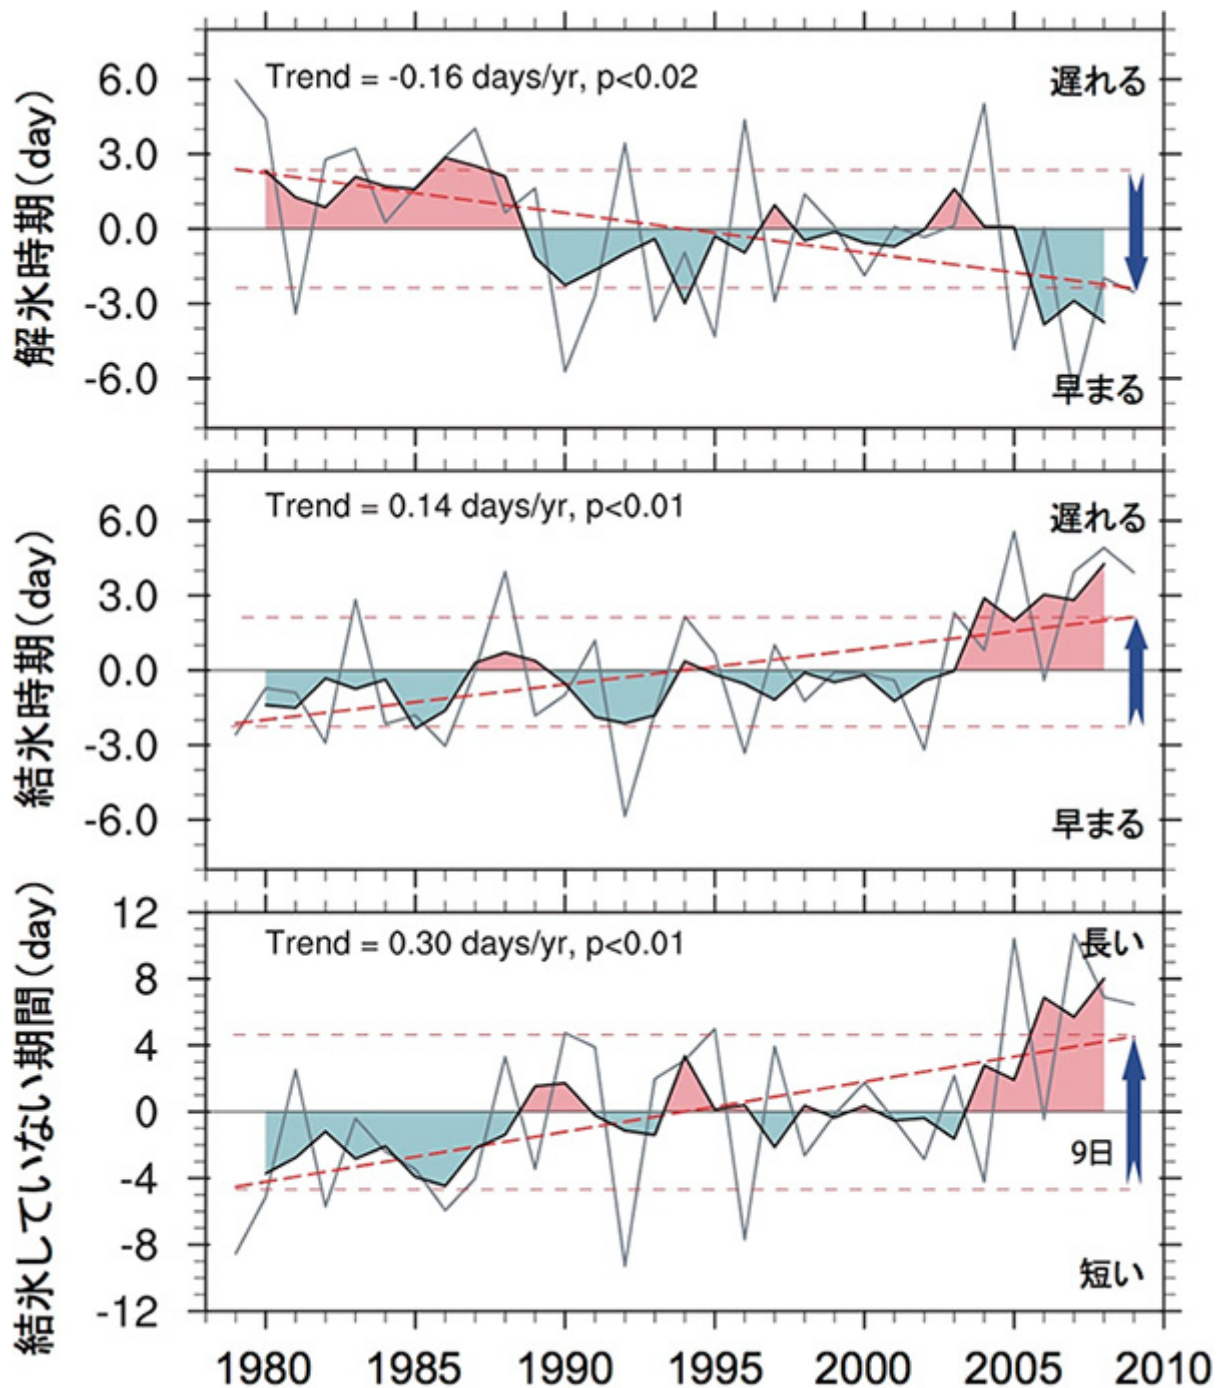 解氷時期(day)
6.0
3.0
0.0
-3.0
-6.0
Trend = -0.16 days/yr, p<0.02
遅れる
早まる
結氷時期(day)
6.0
3.0
0.0
-3.0
-6.0
Trend = 0.14 days/yr, p<0.01
遅れる
早まる
結氷していない期間(day)
12
8
4
0
-4
-8
-12
Trend = 0.30 days/yr, p<0.01
長い
9日
短い
1980 1985 1990 1995 2000 2005 2010